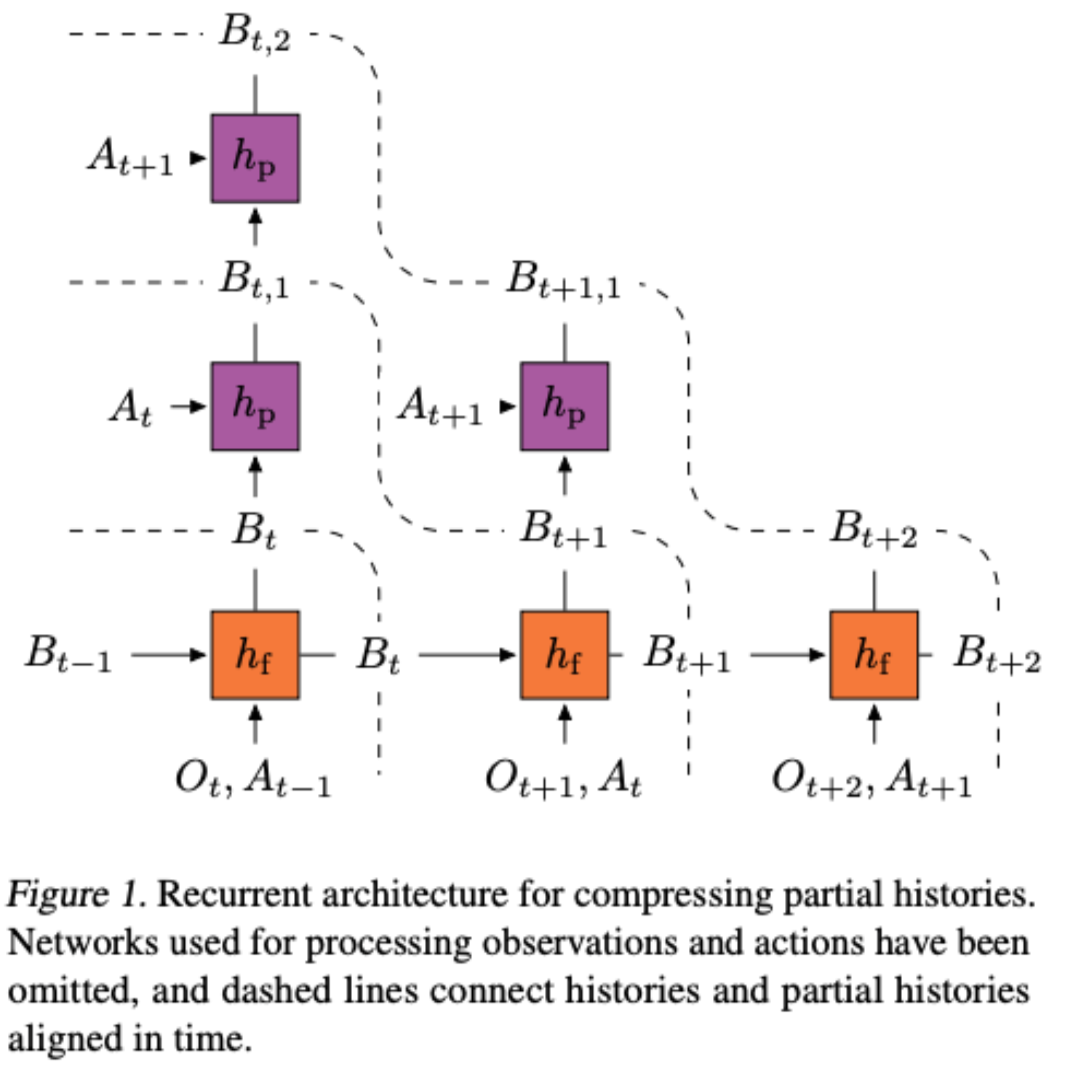 B_{t,2}
A_{t+1} h_p
B_{t,1} B_{t+1,1}
A_t h_p A_{t+1} h_p
B_t B_{t+1} B_{t+2}
B_{t−1} h_f B_t h_f B_{t+1} h_f B_{t+2}
O_t, A_{t−1} O_{t+1}, A_t O_{t+2}, A_{t+1}
Figure 1. Recurrent architecture for compressing partial histories.
Networks used for processing observations and actions have been
omitted, and dashed lines connect histories and partial histories
aligned in time.